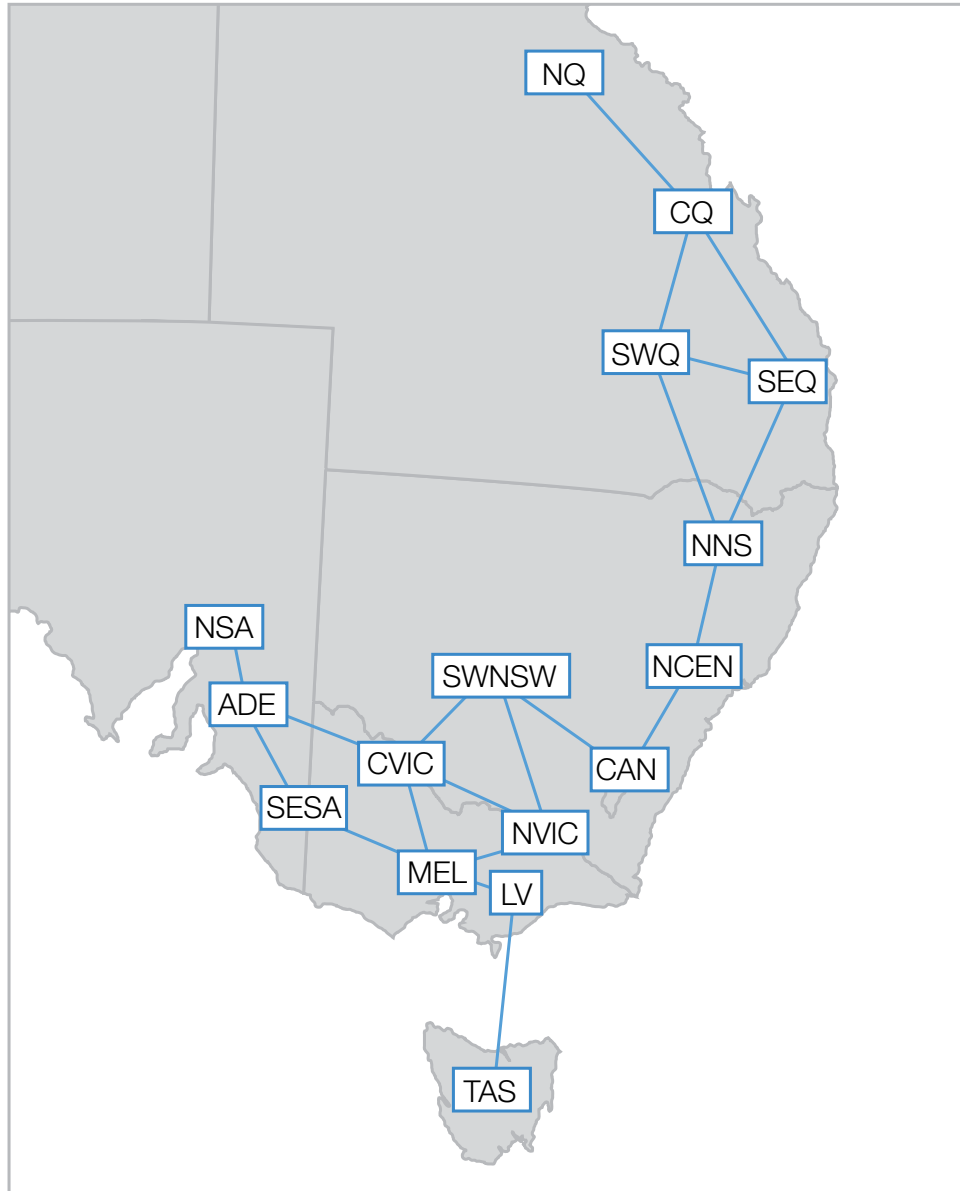 NQ
CQ
SWQ
SEQ
NNS
NSA
NCEN
SWNSW
ADE
CVIC
CAN
SESA
NVIC
MEL
LV
TAS